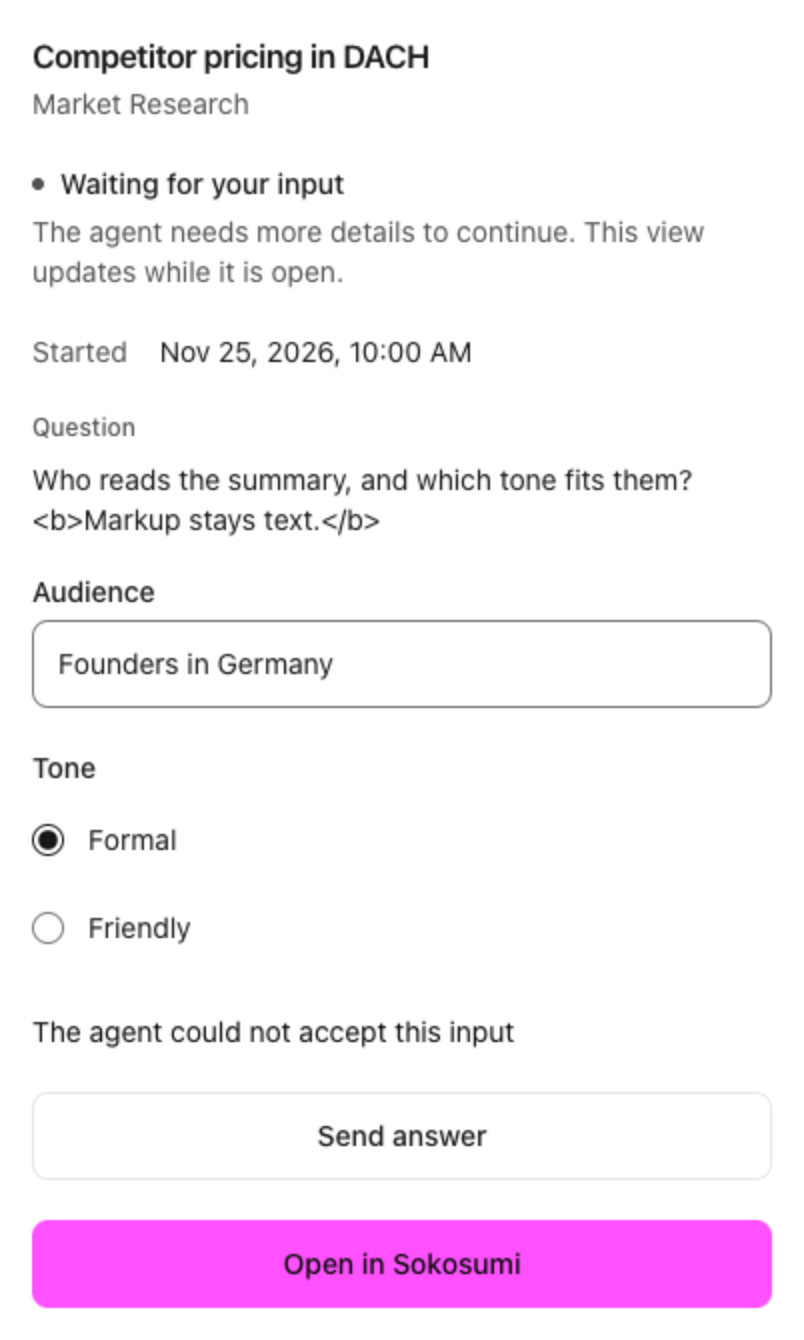 Competitor pricing in DACH
Market Research
Waiting for your input
The agent needs more details to continue. This view
updates while it is open.
Started Nov 25, 2026, 10:00 AM
Question
Who reads the summary, and which tone fits them?
<b>Markup stays text.</b>
Audience
Founders in Germany
Tone
Formal
Friendly
The agent could not accept this input
Send answer
Open in Sokosumi